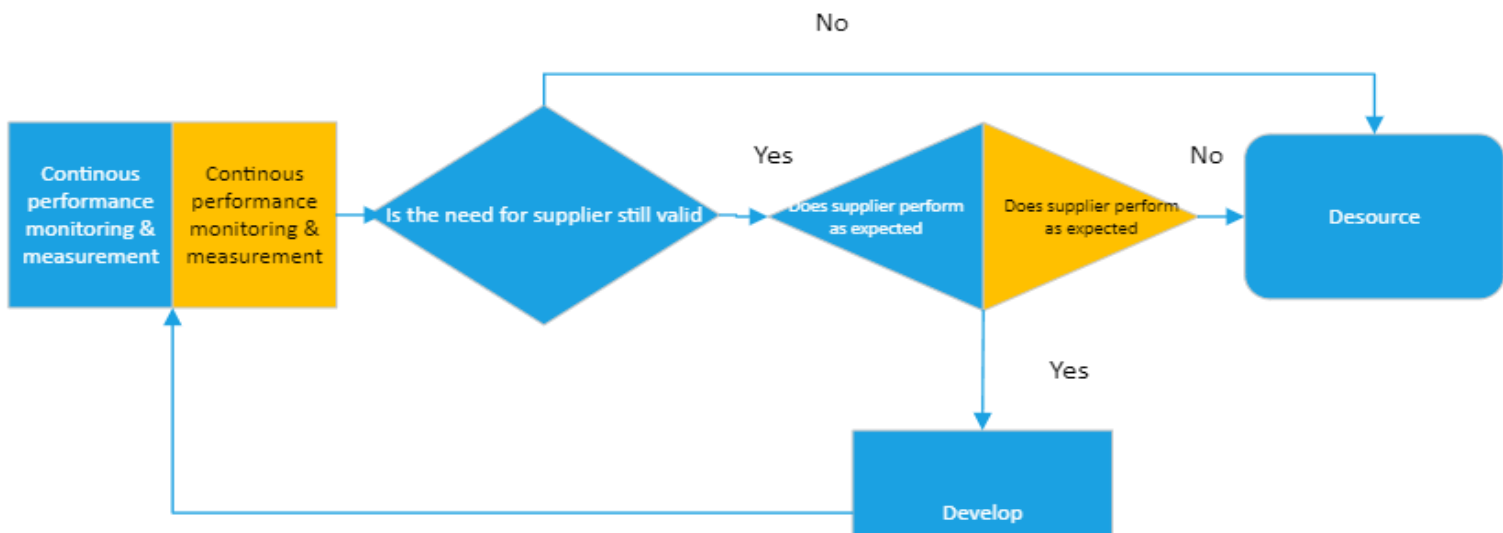 No
Continous
performance
monitoring &
measurement
Continous
performance
monitoring &
measurement
Is the need for supplier still valid
Yes
Does supplier perform
as expected
Does supplier perform
as expected
No
Desource
Yes
Develop